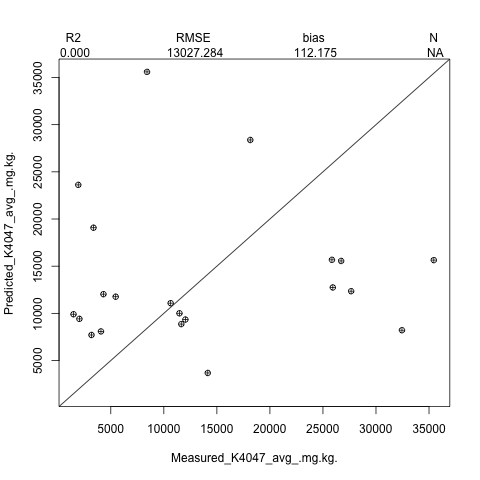 R2 RMSE bias N
0.000 13027.284 112.175 NA
35000
30000
25000
20000
15000
10000
5000
Predicted_K4047_avg_.mg.kg.
5000 10000 15000 20000 25000 30000 35000
Measured_K4047_avg_.mg.kg.